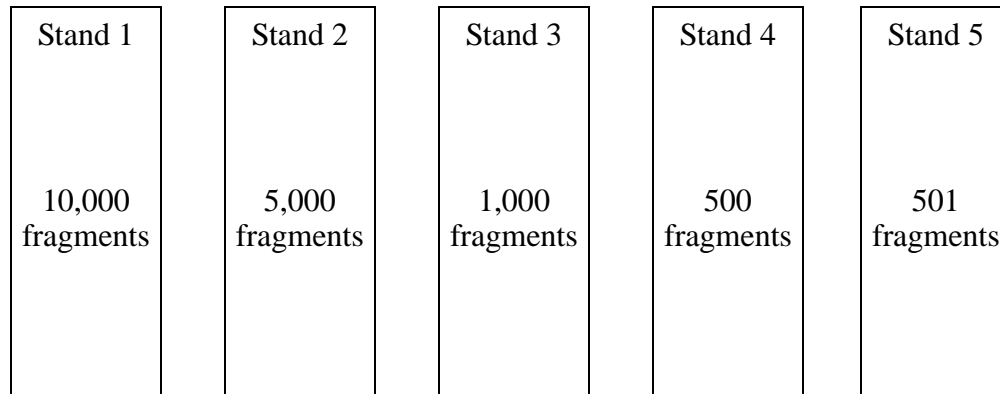 Stand 1
10,000
fragments
Stand 2
5,000
fragments
Stand 3
1,000
fragments
Stand 4
500
fragments
Stand 5
501
fragments